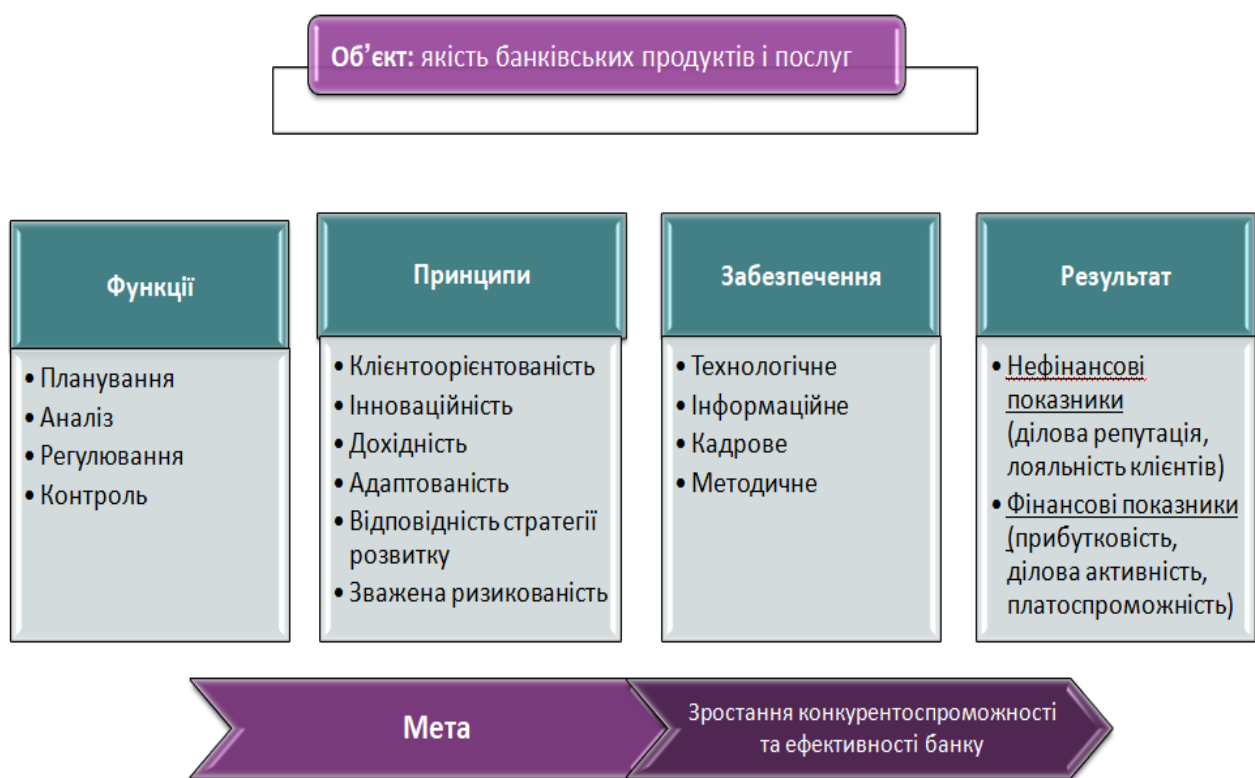 Об’єкт: якість банківських продуктів і послуг
Функції
• Планування
• Аналіз
• Регулювання
• Контроль
Принципи
• Клієнтоорієнтованість
• Інноваційність
• Дохідність
• Адаптованість
• Відповідність стратегії
розвитку
• Зважена ризикованість
Забезпечення
• Технологічне
• Інформаційне
• Кадрове
• Методичне
Результат
• Нефінансові
показники
(ділова репутація,
лояльність клієнтів)
• Фінансові показники
(прибутковість,
ділова активність,
платоспроможність)
Мета
Зростання конкурентоспроможності
та ефективності банку